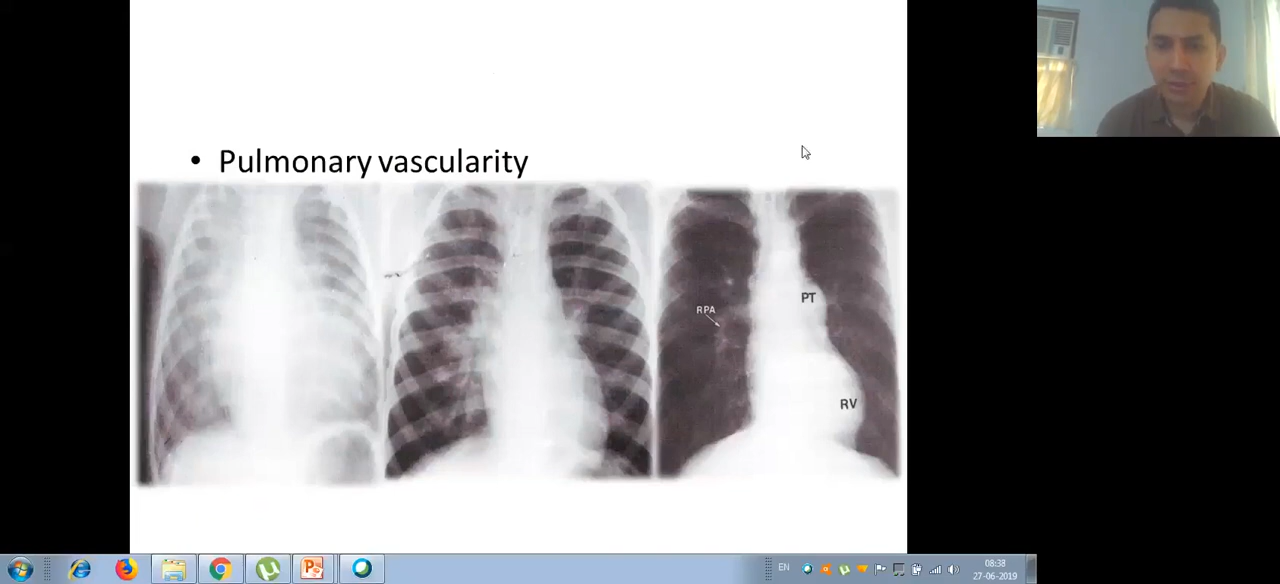 • Pulmonary vascularity
RPA
PT
RV
EN
08:38
27-06-2019